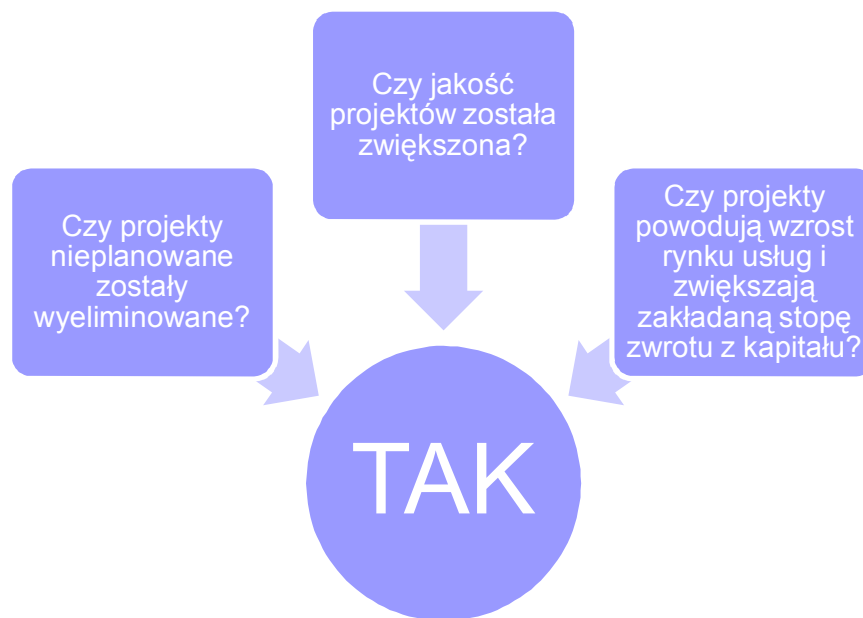 Czy jakość
projektów została
zwiększona?
Czy projekty
nieplanowane
zostały
wyeliminowane?
Czy projekty
powodują wzrost
rynku usług i
zwiększają
zakładaną stopę
zwrotu z kapitału?
TAK